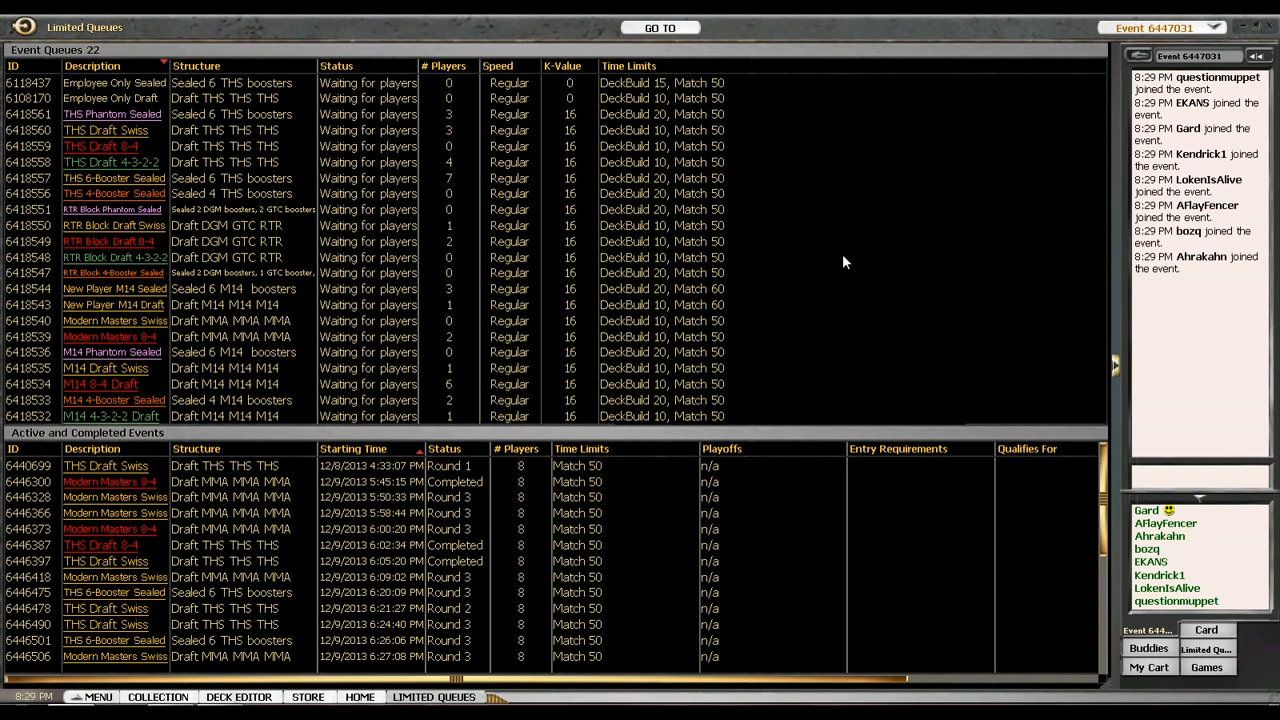 Limited Queues
GO TO
Event 6447031
Event Queues 22
ID Description Structure Status # Players Speed K-Value Time Limits
6118437 Employee Only Sealed Sealed 6 THS boosters Waiting for players 0 Regular 0 DeckBuild 15, Match 50
6108170 Employee Only Draft Draft THS THS THS Waiting for players 0 Regular 0 DeckBuild 10, Match 50
6418561 THS Phantom Sealed Sealed 6 THS boosters Waiting for players 3 Regular 16 DeckBuild 20, Match 50
6418560 THS Draft Swiss Draft THS THS THS Waiting for players 3 Regular 16 DeckBuild 10, Match 50
6418559 THS Draft 8-4 Draft THS THS THS Waiting for players 0 Regular 16 DeckBuild 10, Match 50
6418558 THS Draft 4-3-2-2 Draft THS THS THS Waiting for players 4 Regular 16 DeckBuild 10, Match 50
6418557 THS 6-Booster Sealed Sealed 6 THS boosters Waiting for players 7 Regular 16 DeckBuild 20, Match 50
6418556 THS 4-Booster Sealed Sealed 4 THS boosters Waiting for players 0 Regular 16 DeckBuild 20, Match 50
6418551 RTR Block Phantom Sealed Sealed 2 DGM boosters, 2 GTC boosters Waiting for players 0 Regular 16 DeckBuild 20, Match 50
6418550 RTR Block Draft Swiss Draft DGM GTC RTR Waiting for players 1 Regular 16 DeckBuild 10, Match 50
6418549 RTR Block Draft 8-4 Draft DGM GTC RTR Waiting for players 2 Regular 16 DeckBuild 10, Match 50
6418548 RTR Block Draft 4-3-2-2 Draft DGM GTC RTR Waiting for players 0 Regular 16 DeckBuild 10, Match 50
6418547 RTR Block 4-Booster Sealed Sealed 2 DGM boosters, 1 GTC booster, Waiting for players 0 Regular 16 DeckBuild 20, Match 50
6418544 New Player M14 Sealed Sealed 6 M14 boosters Waiting for players 3 Regular 16 DeckBuild 20, Match 60
6418543 New Player M14 Draft Draft M14 M14 M14 Waiting for players 1 Regular 16 DeckBuild 10, Match 60
6418540 Modern Masters Swiss Draft MMA MMA MMA Waiting for players 0 Regular 16 DeckBuild 10, Match 50
6418539 Modern Masters 8-4 Draft MMA MMA MMA Waiting for players 2 Regular 16 DeckBuild 10, Match 50
6418536 M14 Phantom Sealed Sealed 6 M14 boosters Waiting for players 0 Regular 16 DeckBuild 20, Match 50
6418535 M14 Draft Swiss Draft M14 M14 M14 Waiting for players 1 Regular 16 DeckBuild 10, Match 50
6418534 M14 8-4 Draft Draft M14 M14 M14 Waiting for players 6 Regular 16 DeckBuild 10, Match 50
6418533 M14 4-Booster Sealed Sealed 4 M14 boosters Waiting for players 2 Regular 16 DeckBuild 20, Match 50
6418532 M14 4-3-2-2 Draft Draft M14 M14 M14 Waiting for players 1 Regular 16 DeckBuild 10, Match 50
Active and Completed Events
ID Description Structure Starting Time Status # Players Time Limits Playoffs Entry Requirements Qualifies For
6440699 THS Draft Swiss Draft THS THS THS 12/8/2013 4:33:07 PM Round 1 8 Match 50 n/a
6446300 Modern Masters 8-4 Draft MMA MMA MMA 12/9/2013 5:45:15 PM Completed 8 Match 50 n/a
6446328 Modern Masters Swiss Draft MMA MMA MMA 12/9/2013 5:50:33 PM Round 3 8 Match 50 n/a
6446366 Modern Masters Swiss Draft MMA MMA MMA 12/9/2013 5:58:44 PM Round 3 8 Match 50 n/a
6446373 Modern Masters 8-4 Draft MMA MMA MMA 12/9/2013 6:00:20 PM Round 3 8 Match 50 n/a
6446387 THS Draft 8-4 Draft THS THS THS 12/9/2013 6:02:34 PM Completed 8 Match 50 n/a
6446397 THS Draft Swiss Draft THS THS THS 12/9/2013 6:05:20 PM Completed 8 Match 50 n/a
6446418 Modern Masters Swiss Draft MMA MMA MMA 12/9/2013 6:09:02 PM Round 3 8 Match 50 n/a
6446475 THS 6-Booster Sealed Sealed 6 THS boosters 12/9/2013 6:20:09 PM Round 3 8 Match 50 n/a
6446478 THS Draft Swiss Draft THS THS THS 12/9/2013 6:21:27 PM Round 2 8 Match 50 n/a
6446490 THS Draft Swiss Draft THS THS THS 12/9/2013 6:24:40 PM Round 3 8 Match 50 n/a
6446501 THS 6-Booster Sealed Sealed 6 THS boosters 12/9/2013 6:26:06 PM Round 3 8 Match 50 n/a
6446506 Modern Masters Swiss Draft MMA MMA MMA 12/9/2013 6:27:08 PM Round 3 8 Match 50 n/a
Event 6447031
8:29 PM questionmuppet
joined the event.
8:29 PM EKANS joined the
event.
8:29 PM Gard joined the
event.
8:29 PM Kendrick1 joined
the event.
8:29 PM LokenIsAlive
joined the event.
8:29 PM AFlayFencer
joined the event.
8:29 PM bozq joined the
event.
8:29 PM Ahrakahn joined
the event.
Gard
AFlayFencer
Ahrakahn
bozq
EKANS
Kendrick1
LokenIsAlive
questionmuppet
Event 644... Card
Buddies Limited Qu...
My Cart Games
8:29 PM MENU COLLECTION DECK EDITOR STORE HOME LIMITED QUEUES